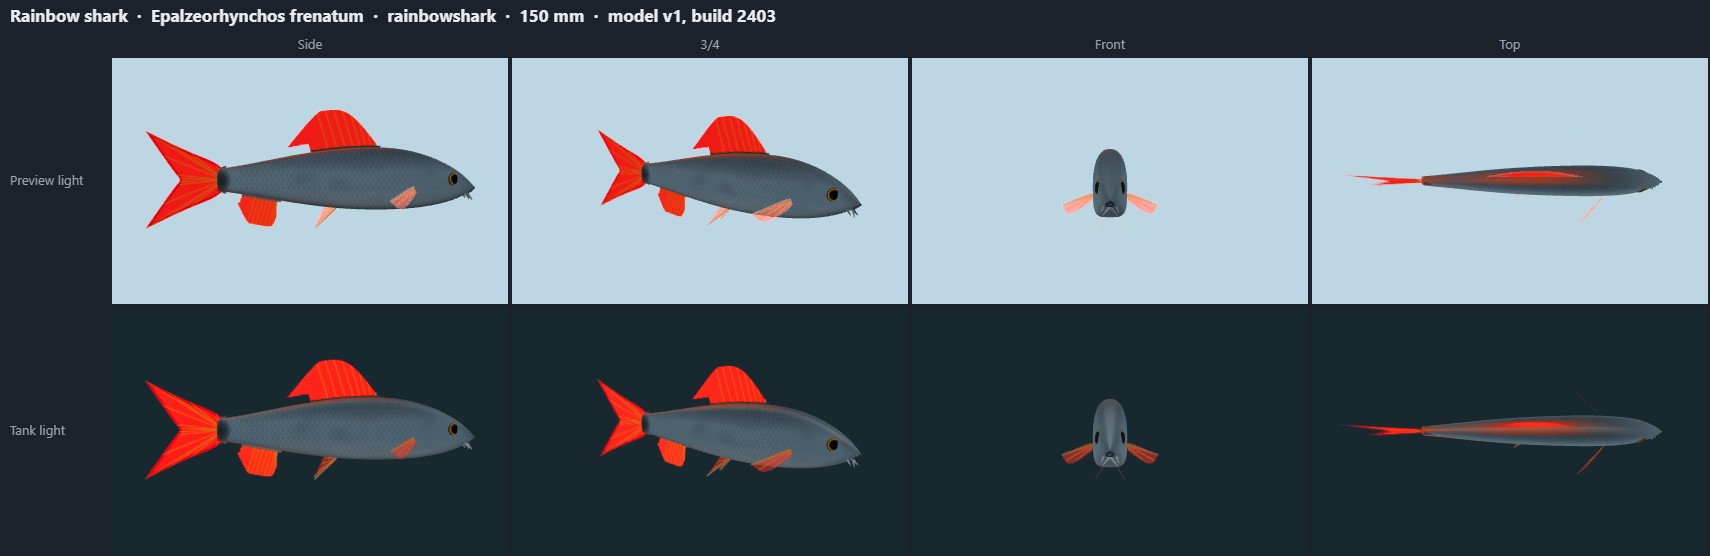 Rainbow shark · Epalzeorhynchos frenatum · rainbowshark · 150 mm · model v1, build 2403
Side 3/4 Front Top
Preview light
Tank light